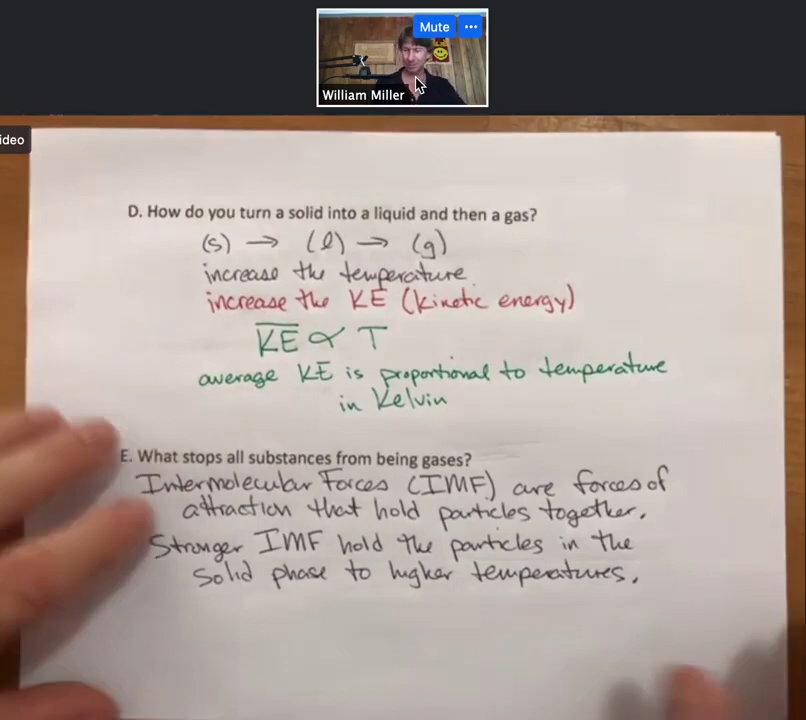 Mute
William Miller
ideo
D. How do you turn a solid into a liquid and then a gas?
(s) → (l) → (g)
increase the temperature
increase the KE (kinetic energy)
K̅E̅ ∝ T
average KE is proportional to temperature
in Kelvin
E. What stops all substances from being gases?
Intermolecular Forces (IMF) are forces of
attraction that hold particles together.
Stronger IMF hold the particles in the
solid phase to higher temperatures.